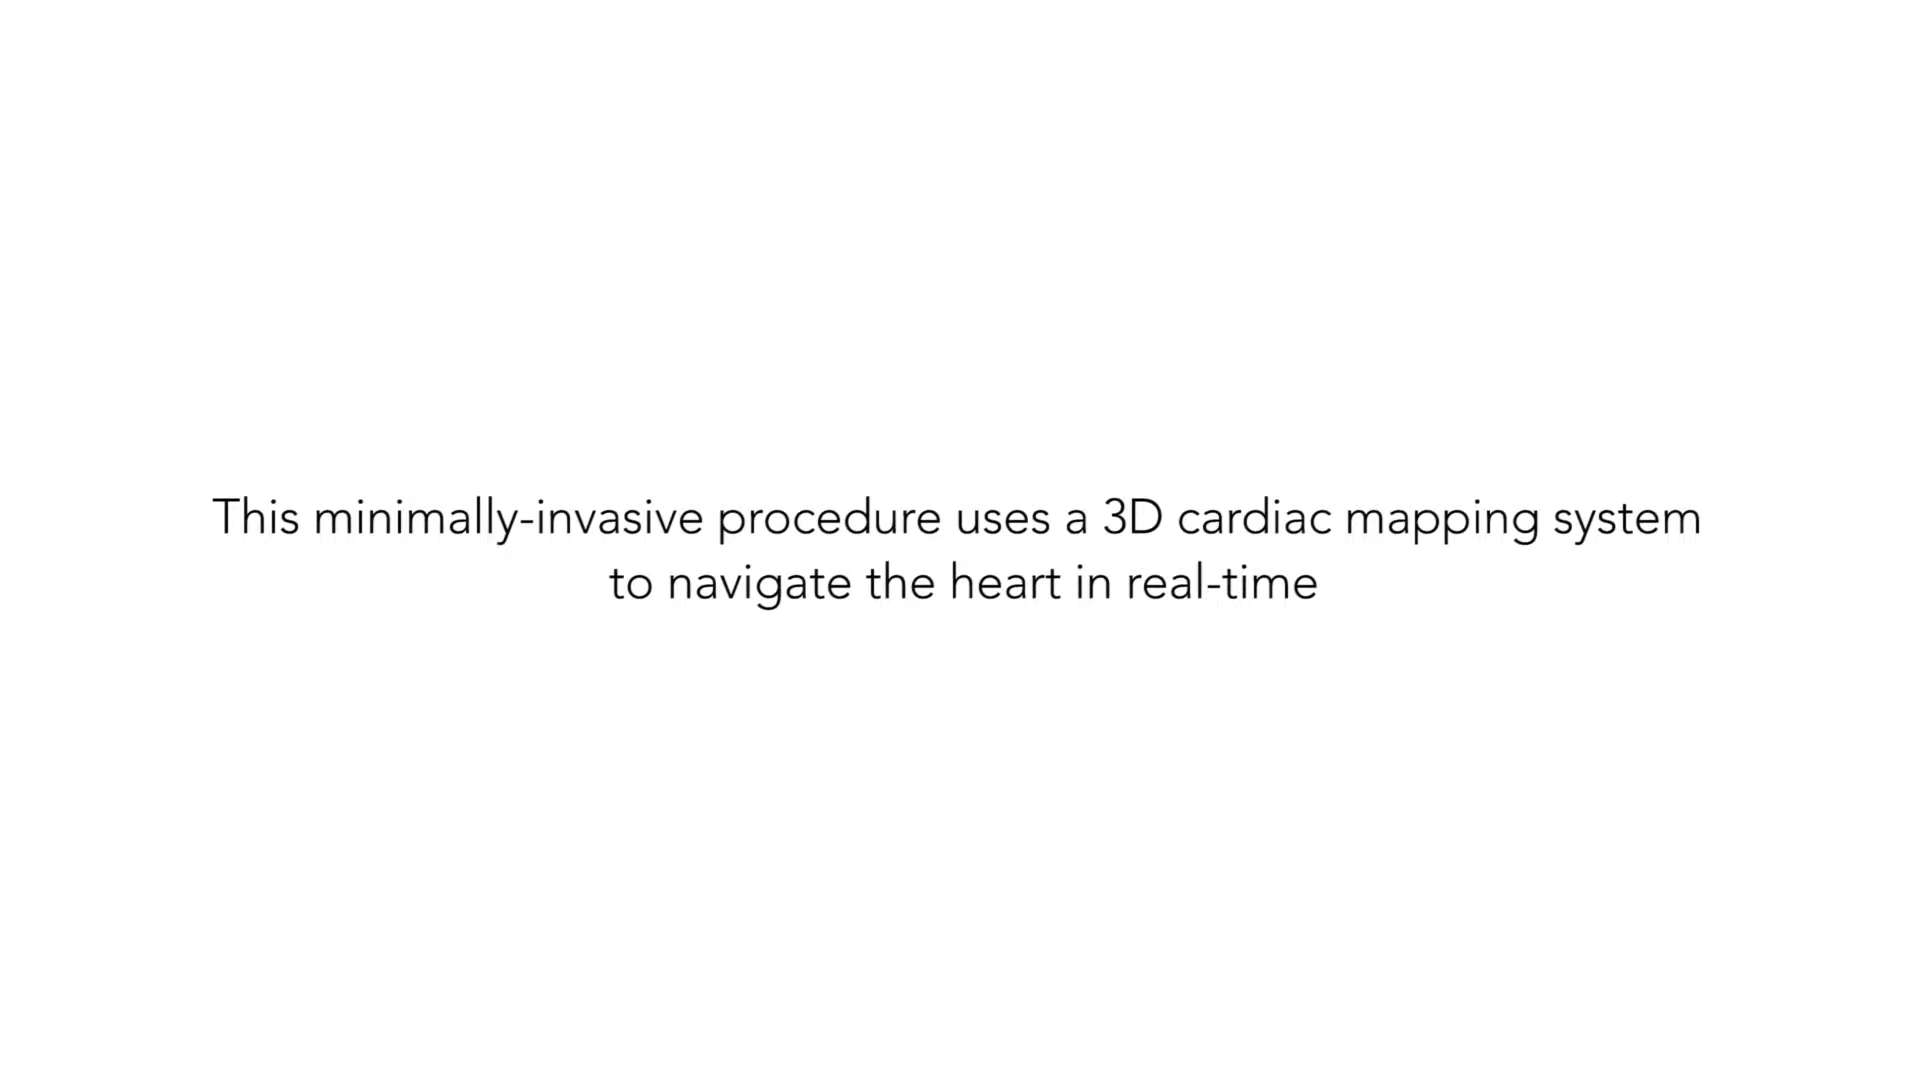 This minimally-invasive procedure uses a 3D cardiac mapping system
to navigate the heart in real-time